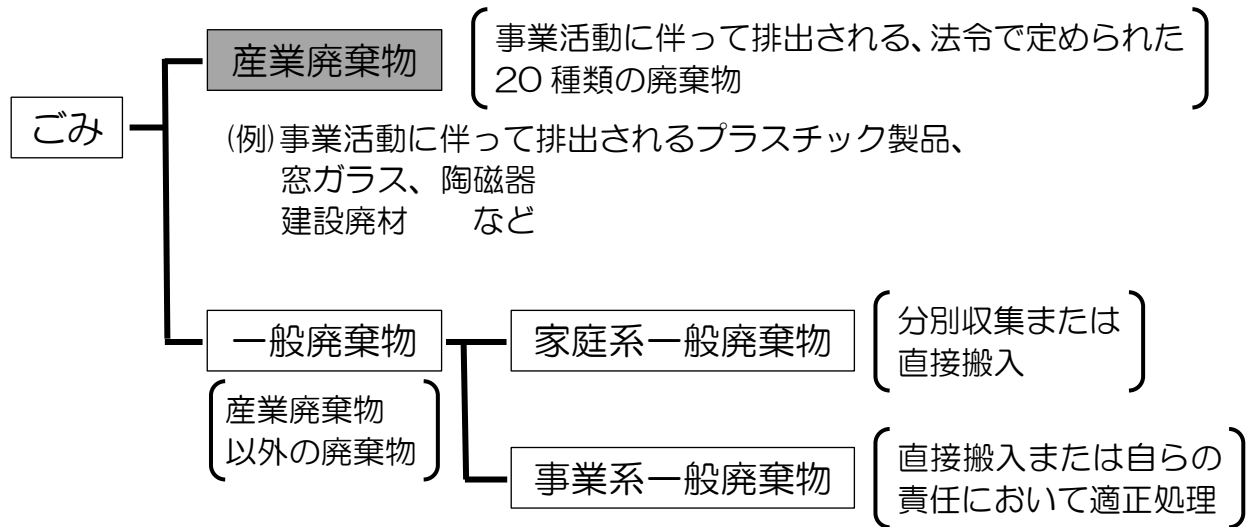 ごみ
産業廃棄物
事業活動に伴って排出される、法令で定められた
20種類の廃棄物
(例)事業活動に伴って排出されるプラスチック製品、
窓ガラス、陶磁器
建設廃材　　など
一般廃棄物
産業廃棄物
以外の廃棄物
家庭系一般廃棄物
分別収集または
直接搬入
事業系一般廃棄物
直接搬入または自らの
責任において適正処理